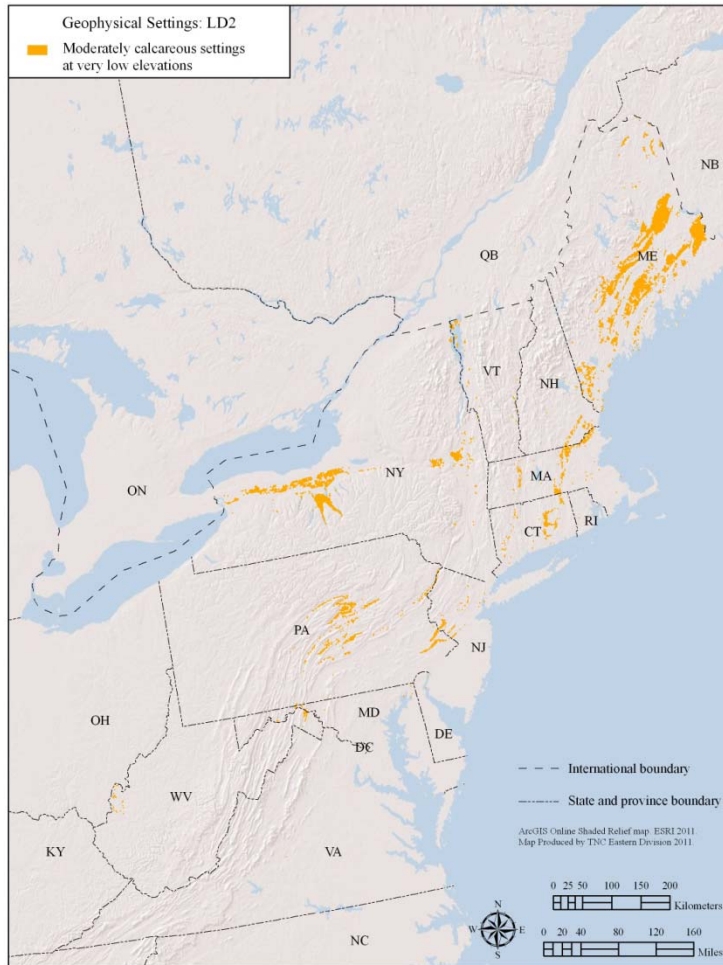 Geophysical Settings: LD2
Moderately calcareous settings
at very low elevations
NB
ME
QB
VT
NH
ON
NY
MA
CT
RI
PA
NJ
OH
MD
DE
DC
WV
KY
VA
NC
International boundary
State and province boundary
ArcGIS Online Shaded Relief map. ESRI 2011
Map Produced by TNC Eastern Division 2011.
0 25 50 100 150 200
Kilometers
N
W E
S
0 20 40 80 120 160
Miles